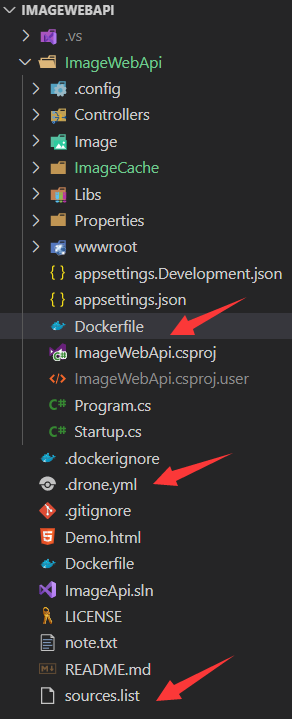 IMAGEWEBAPI
.vs
ImageWebApi
.config
Controllers
Image
ImageCache
Libs
Properties
wwwroot
appsettings.Development.json
appsettings.json
Dockerfile
ImageWebApi.csproj
ImageWebApi.csproj.user
Program.cs
Startup.cs
.dockerignore
.drone.yml
.gitignore
Demo.html
Dockerfile
ImageApi.sln
LICENSE
note.txt
README.md
sources.list